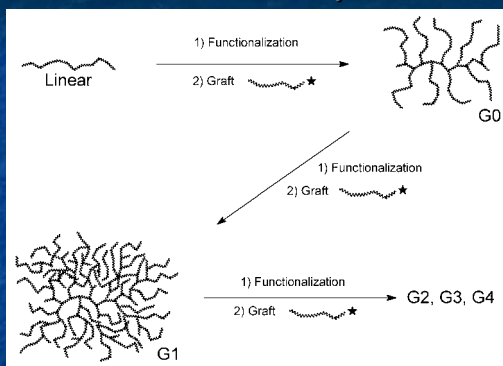 1) Functionalization
2) Graft
Linear
G0
1) Functionalization
2) Graft
1) Functionalization
2) Graft
G1
G2, G3, G4